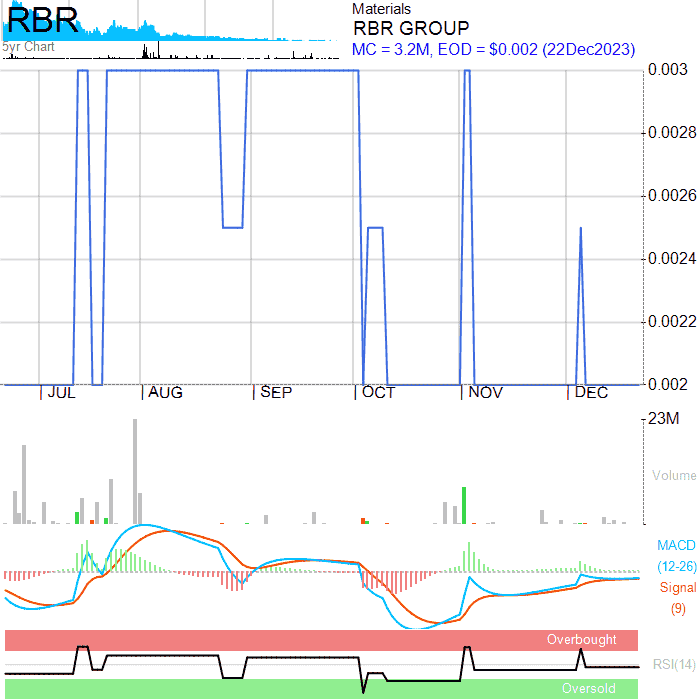 RBR
5yr Chart
Materials
RBR GROUP
MC = 3.2M, EOD = $0.002 (22Dec2023)
0.003
0.0028
0.0026
0.0024
0.0022
0.002
JUL AUG SEP OCT NOV DEC
23M
Volume
MACD
(12-26)
Signal
(9)
Overbought
RSI(14)
Oversold